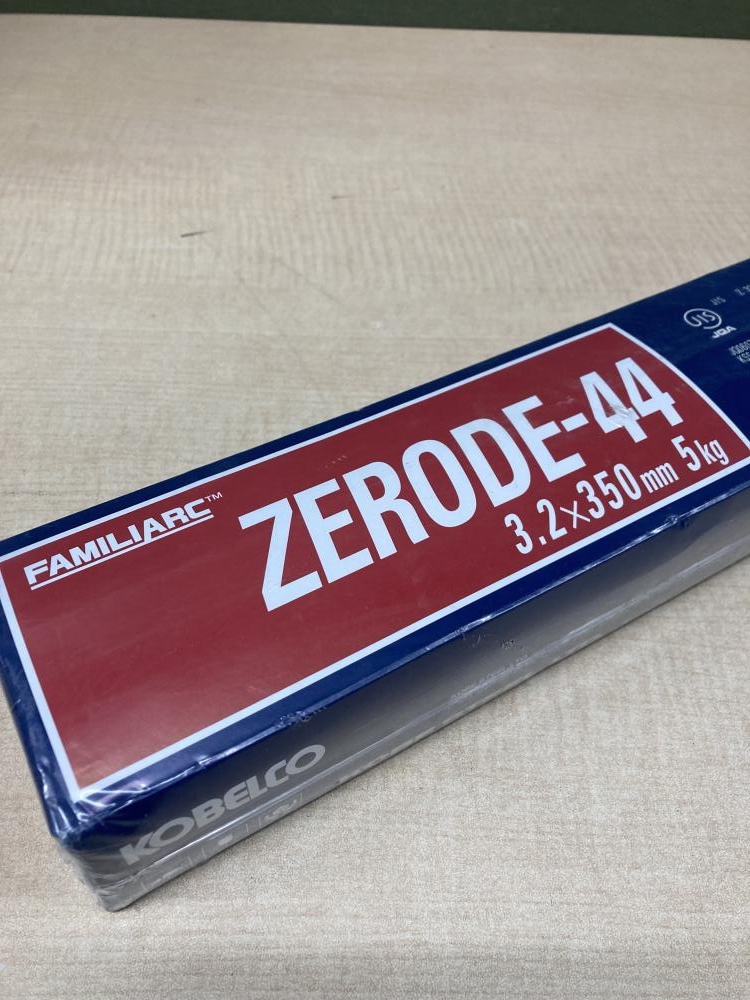 FAMILIARC™
ZERODE-44
3.2×350mm 5kg
JIS
JQA
KOBELCO